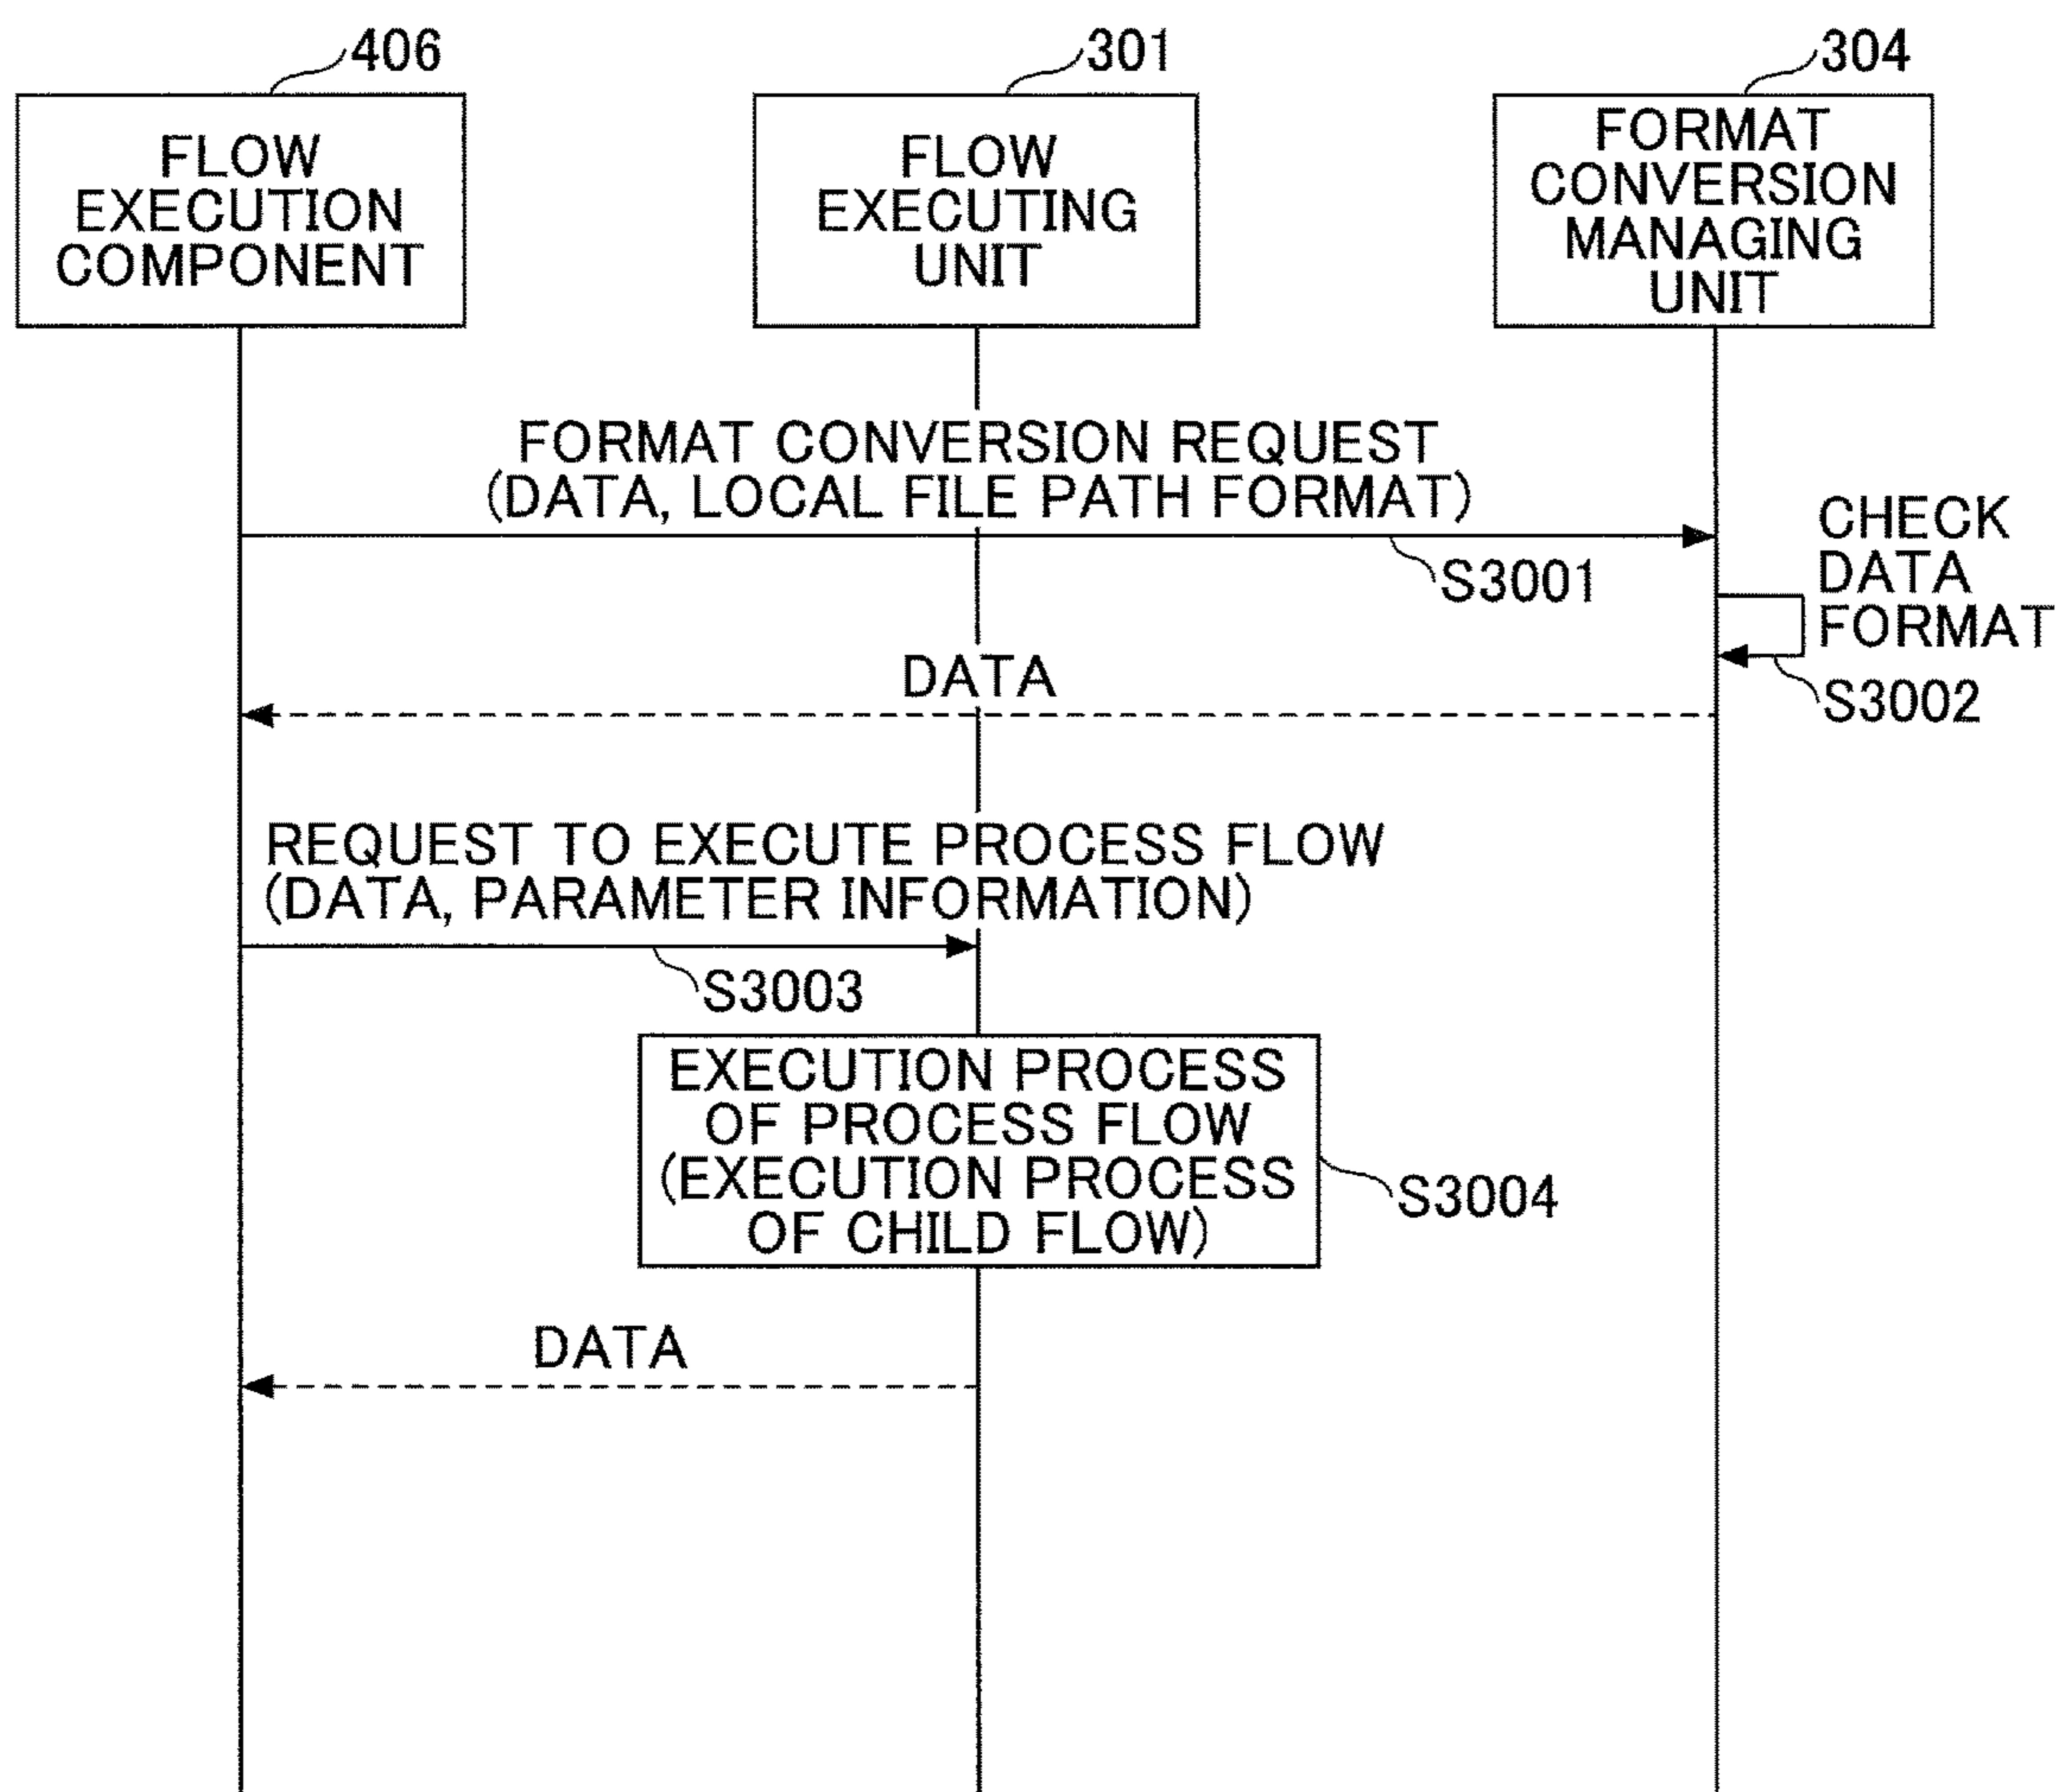 406
301
304
FLOW
EXECUTION
COMPONENT
FLOW
EXECUTING
UNIT
FORMAT
CONVERSION
MANAGING
UNIT
FORMAT CONVERSION REQUEST
(DATA, LOCAL FILE PATH FORMAT)
S3001
CHECK
DATA
FORMAT
S3002
DATA
REQUEST TO EXECUTE PROCESS FLOW
(DATA, PARAMETER INFORMATION)
S3003
EXECUTION PROCESS
OF PROCESS FLOW
(EXECUTION PROCESS
OF CHILD FLOW)
S3004
DATA